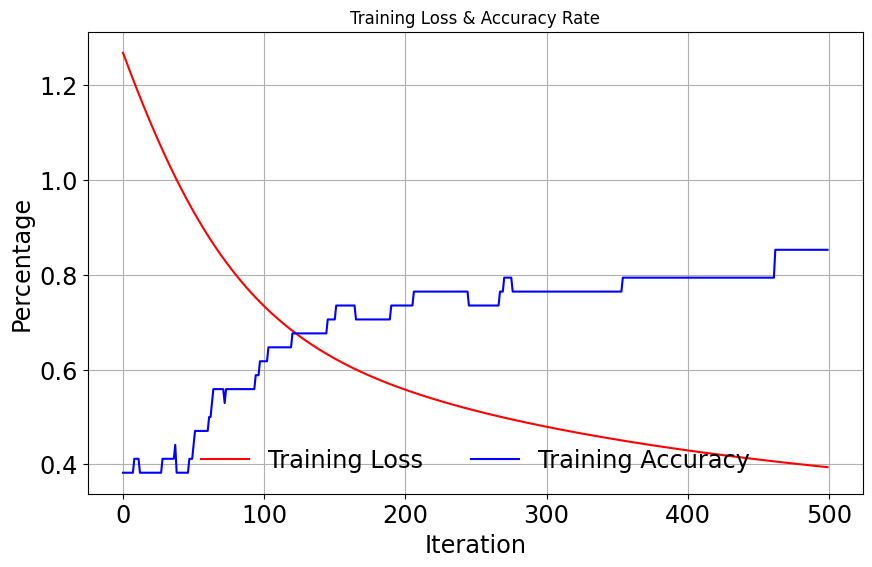 Training Loss & Accuracy Rate
Percentage
1.2
1.0
0.8
0.6
0.4
Training Loss Training Accuracy
0 100 200 300 400 500
Iteration